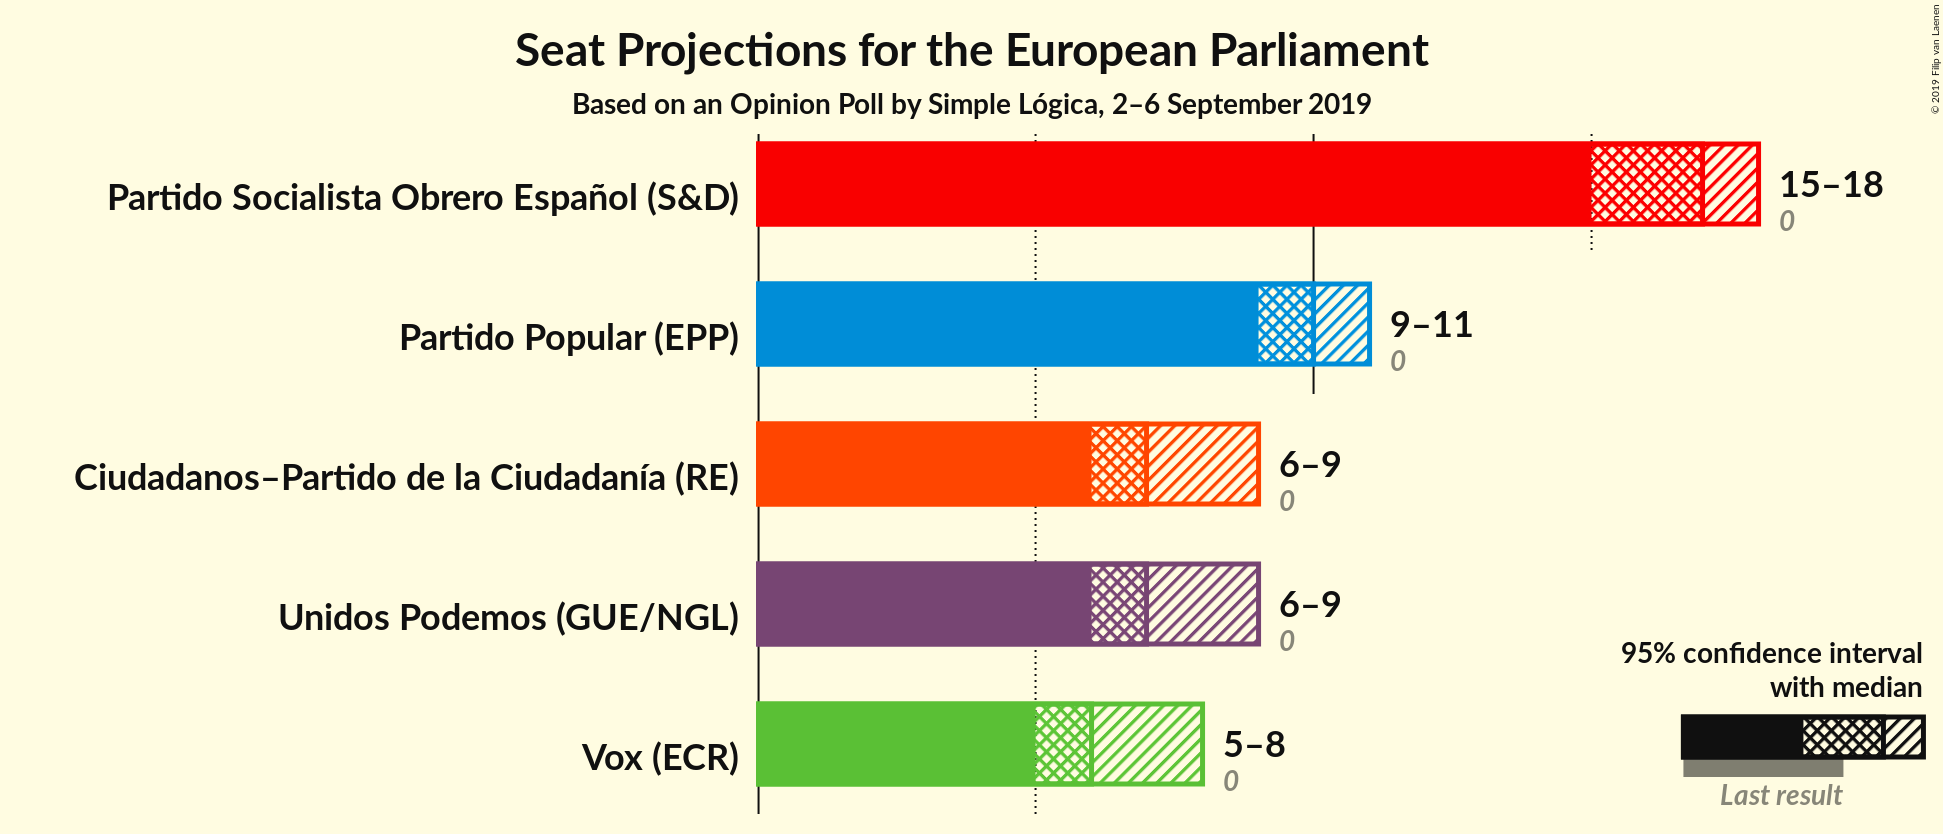 Seat Projections for the European Parliament
Based on an Opinion Poll by Simple Lógica, 2–6 September 2019
© 2019 Filip van Laenen
Partido Socialista Obrero Español (S&D)
15–18
0
Partido Popular (EPP)
9–11
0
Ciudadanos–Partido de la Ciudadanía (RE)
6–9
0
Unidos Podemos (GUE/NGL)
6–9
0
Vox (ECR)
5–8
0
95% confidence interval
with median
Last result